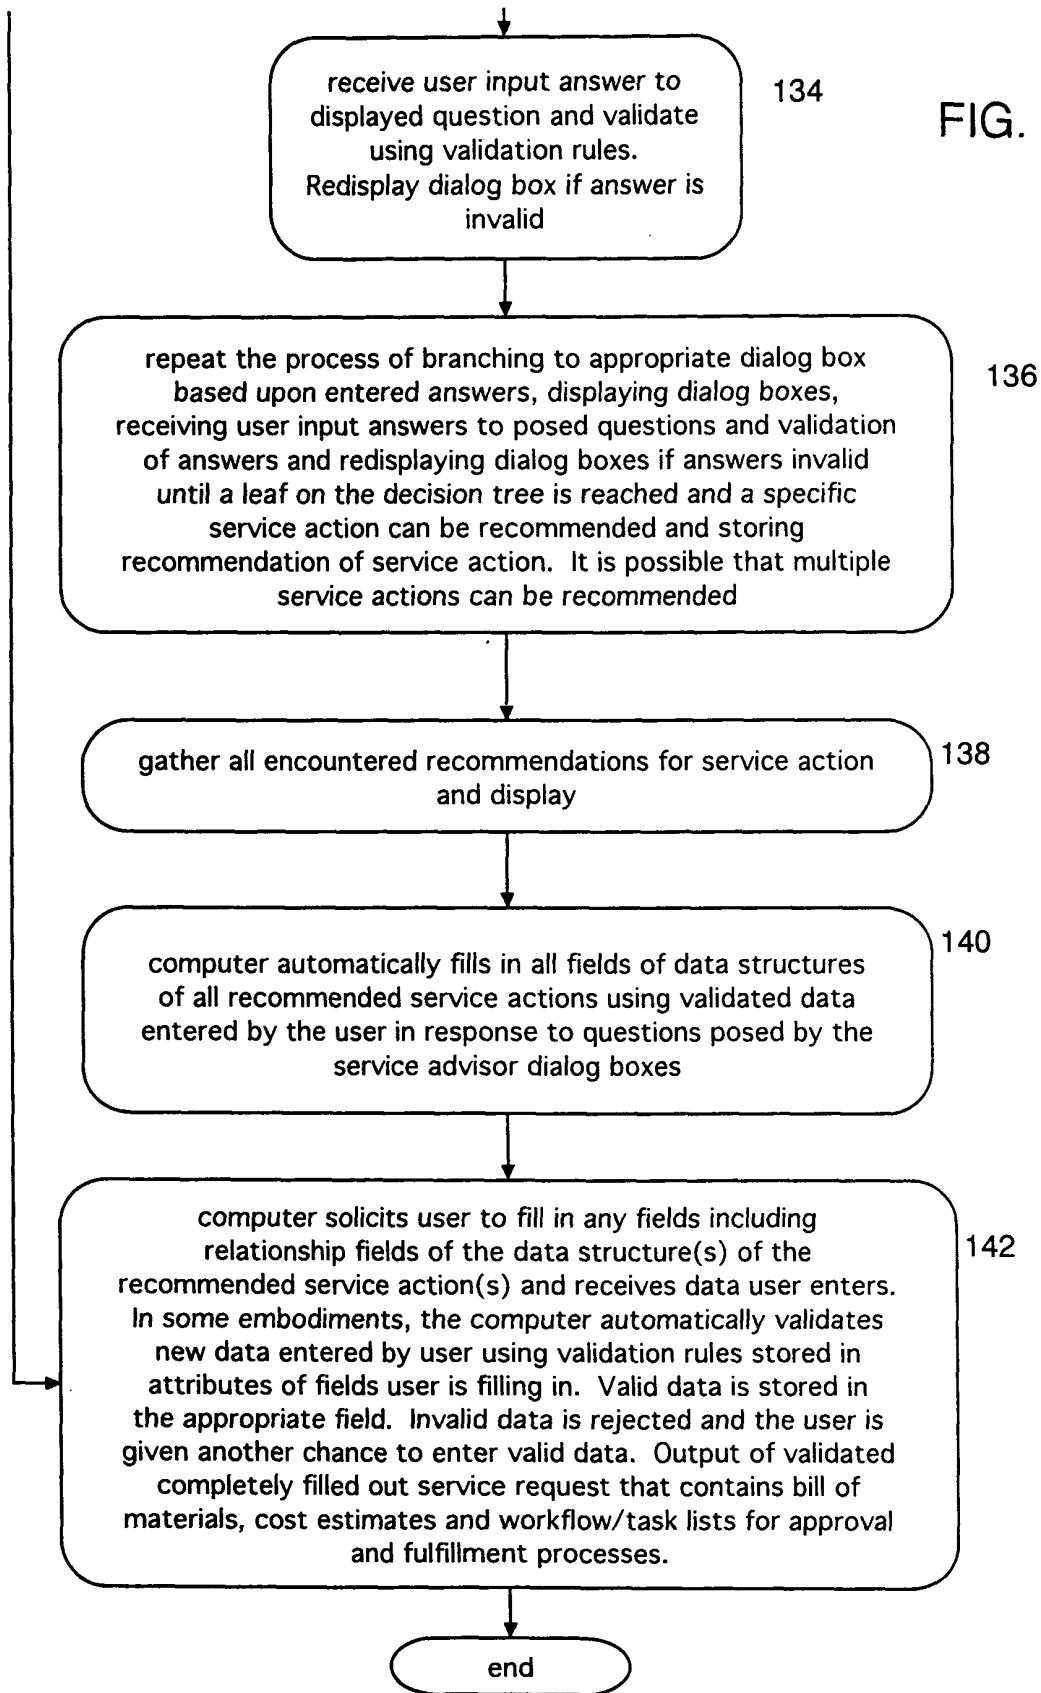 receive user input answer to
displayed question and validate
using validation rules.
Redisplay dialog box if answer is
invalid
134
FIG.
repeat the process of branching to appropriate dialog box
based upon entered answers, displaying dialog boxes,
receiving user input answers to posed questions and validation
of answers and redisplaying dialog boxes if answers invalid
until a leaf on the decision tree is reached and a specific
service action can be recommended and storing
recommendation of service action. It is possible that multiple
service actions can be recommended
136
gather all encountered recommendations for service action
and display
138
computer automatically fills in all fields of data structures
of all recommended service actions using validated data
entered by the user in response to questions posed by the
service advisor dialog boxes
140
computer solicits user to fill in any fields including
relationship fields of the data structure(s) of the
recommended service action(s) and receives data user enters.
In some embodiments, the computer automatically validates
new data entered by user using validation rules stored in
attributes of fields user is filling in. Valid data is stored in
the appropriate field. Invalid data is rejected and the user is
given another chance to enter valid data. Output of validated
completely filled out service request that contains bill of
materials, cost estimates and workflow/task lists for approval
and fulfillment processes.
142
end